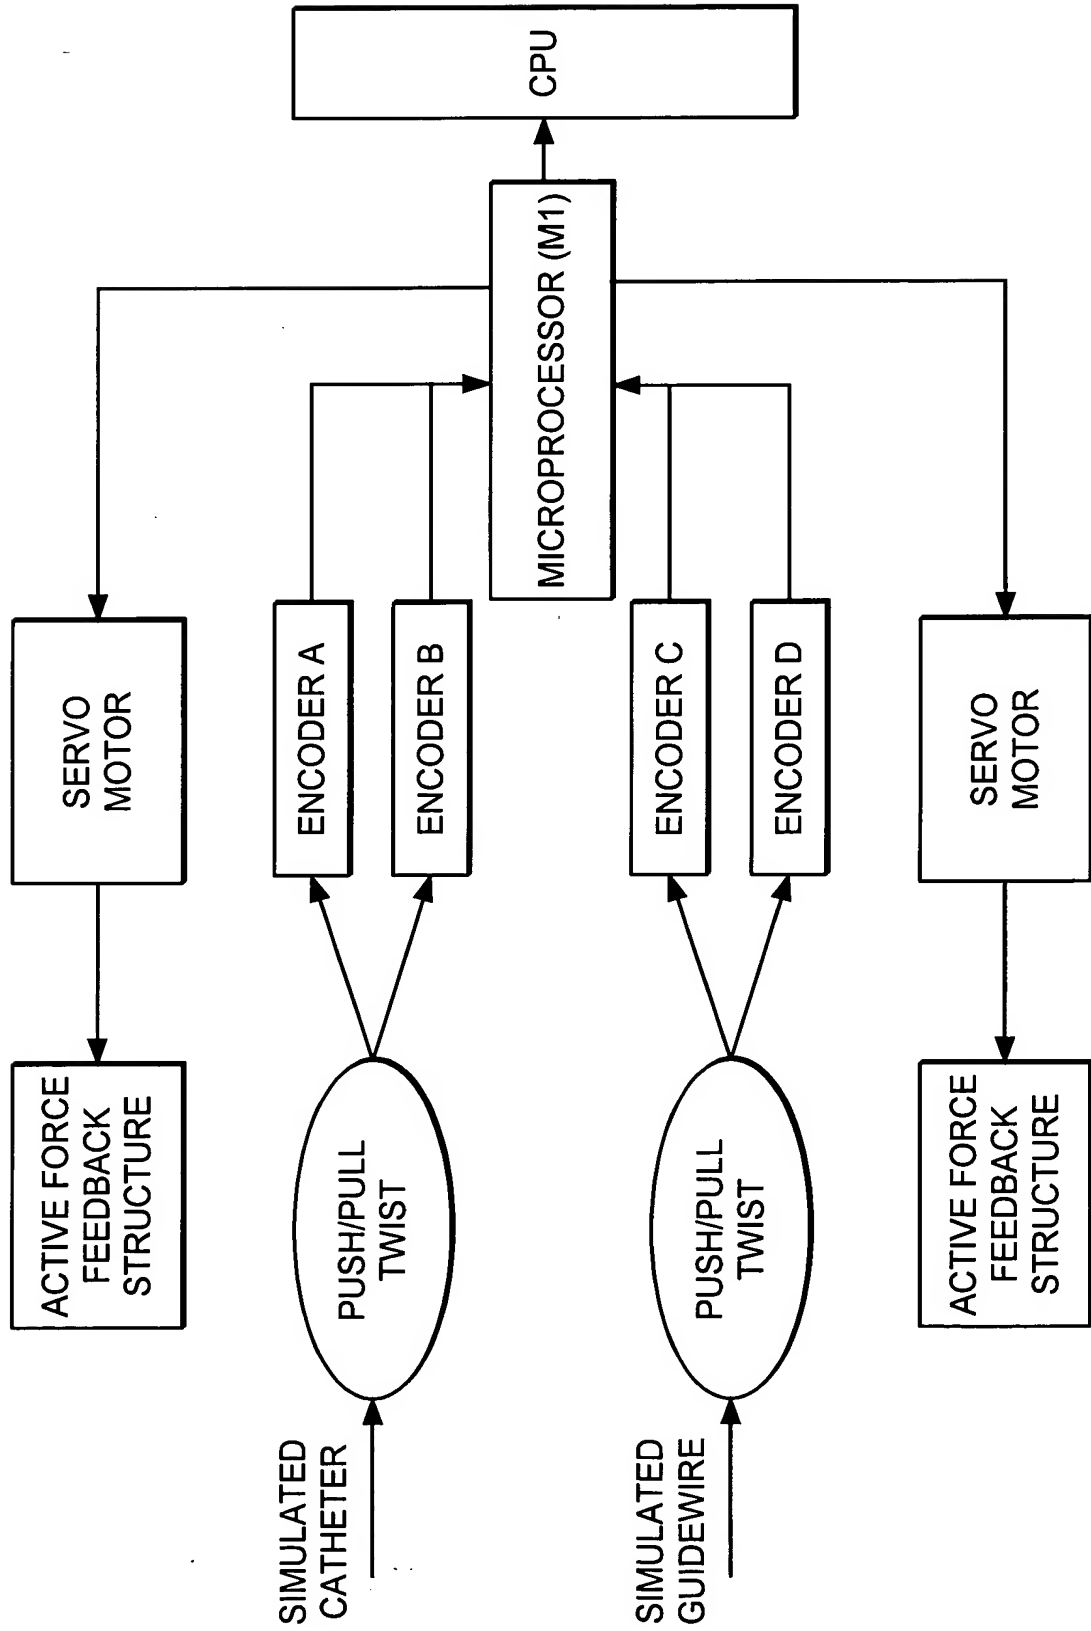 ACTIVE FORCE
FEEDBACK
STRUCTURE
SERVO
MOTOR
SIMULATED
CATHETER
PUSH/PULL
TWIST
ENCODER A
ENCODER B
MICROPROCESSOR (M1)
CPU
SIMULATED
GUIDEWIRE
PUSH/PULL
TWIST
ENCODER C
ENCODER D
ACTIVE FORCE
FEEDBACK
STRUCTURE
SERVO
MOTOR